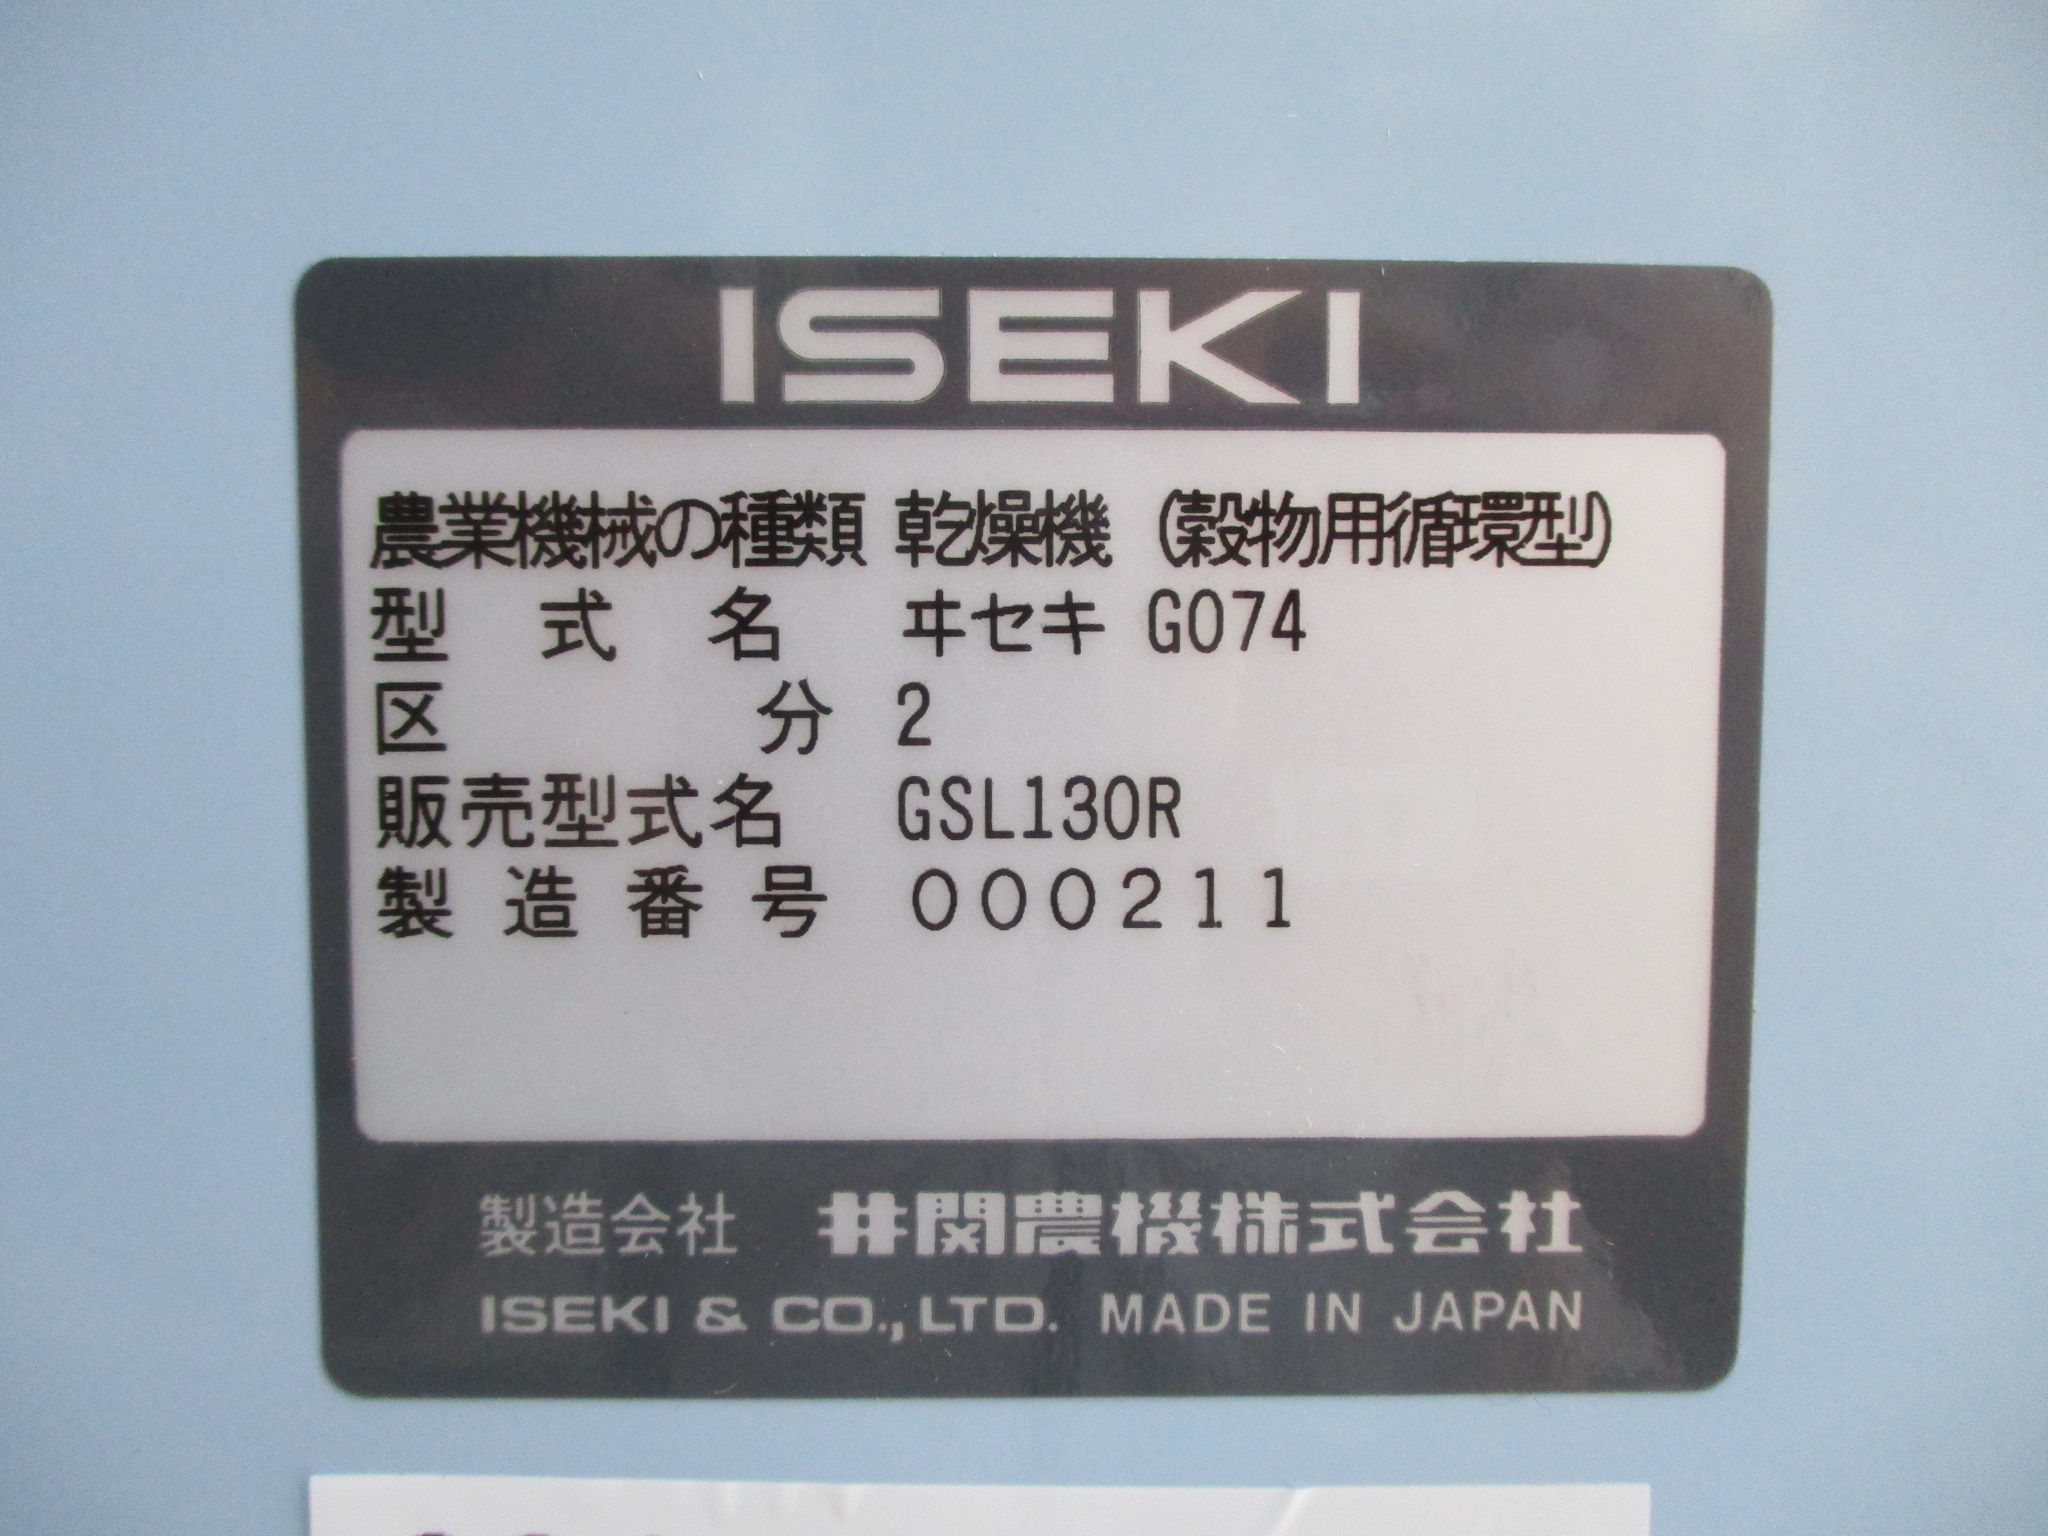 ISEKI
農業機械の種類 乾燥機（穀物用循環型）
型式名 ヰセキ G074
区分 2
販売型式名 GSL130R
製造番号 000211
製造会社 井関農機株式会社
ISEKI & CO., LTD. MADE IN JAPAN